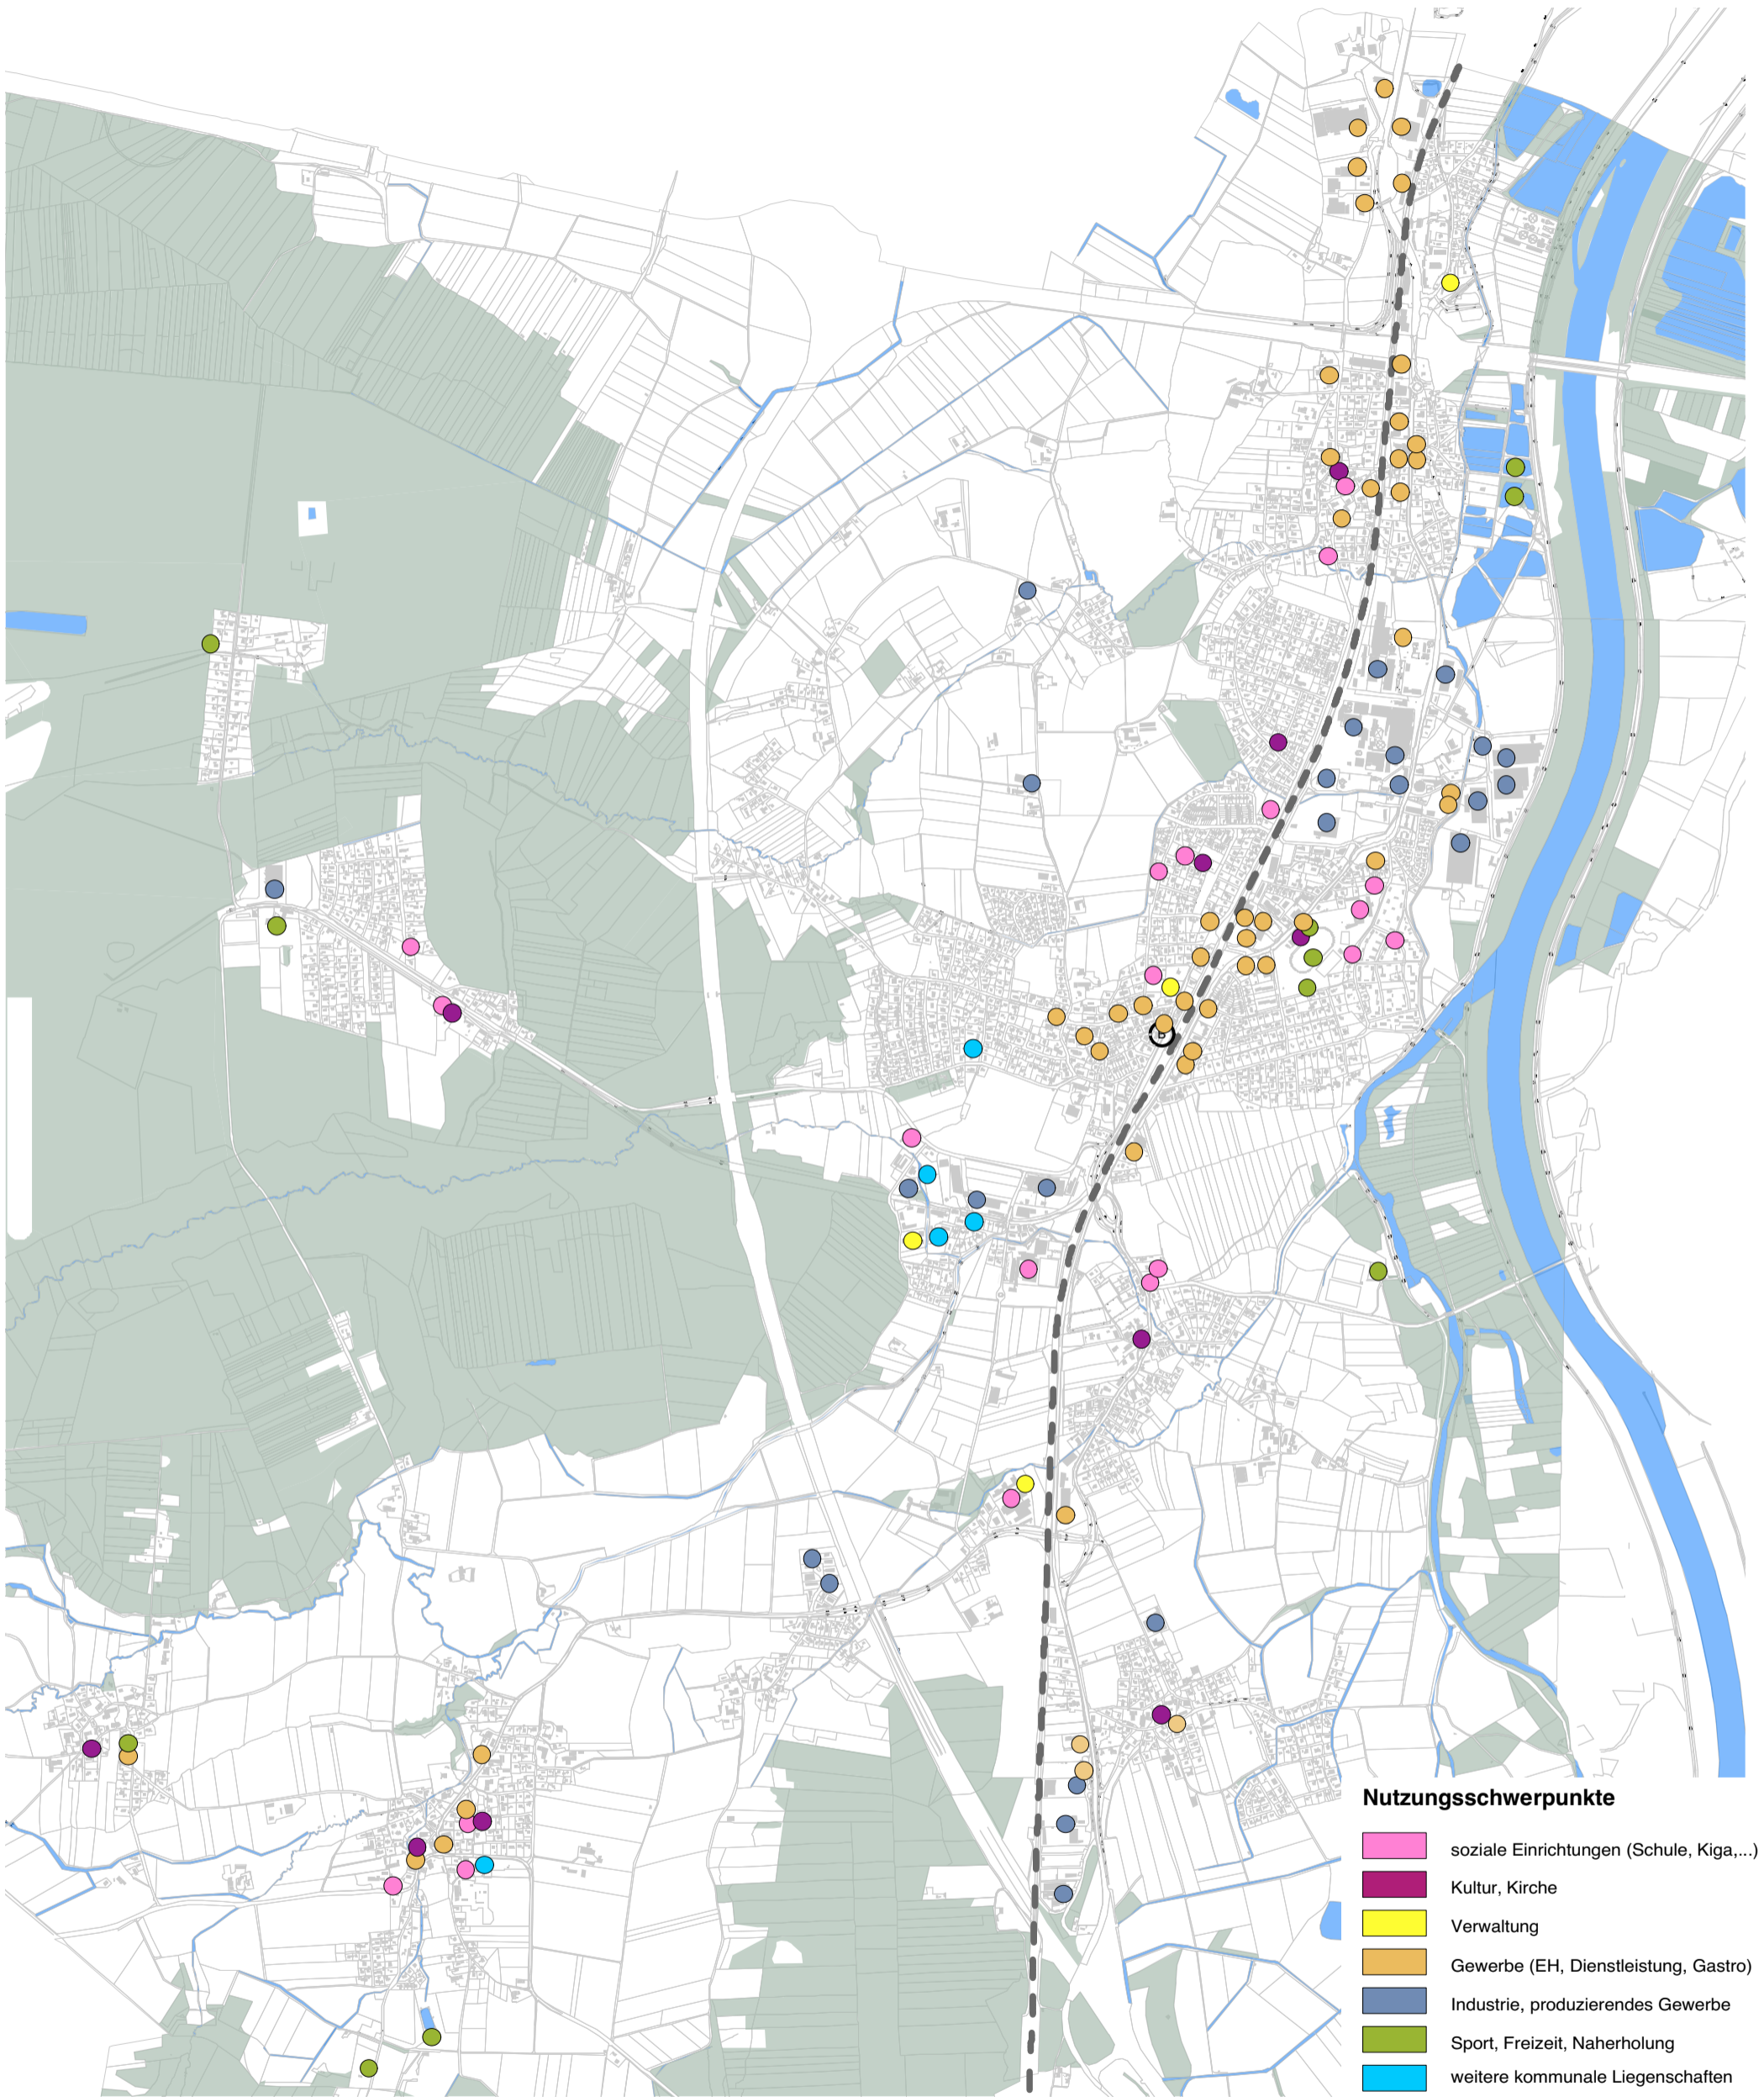 Nutzungsschwerpunkte
soziale Einrichtungen (Schule, Kiga,...)
Kultur, Kirche
Verwaltung
Gewerbe (EH, Dienstleistung, Gastro)
Industrie, produzierendes Gewerbe
Sport, Freizeit, Naherholung
weitere kommunale Liegenschaften